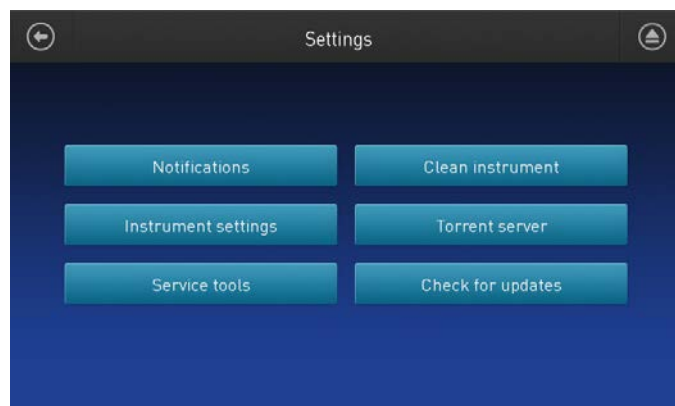 Settings
Notifications
Clean instrument
Instrument settings
Torrent server
Service tools
Check for updates